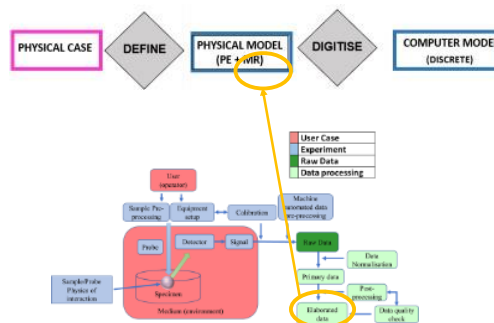 PHYSICAL CASE
DEFINE
PHYSICAL MODEL
(PE + MR)
DIGITISE
COMPUTER MODEL
(DISCRETE)
User Case
Experiment
Raw Data
Data processing
User
(operator)
Sample Pre-
processing
Equipment
setup
Calibration
Machine
automated data
pre-processing
Probe
Detector
Signal
Raw Data
Data
Normalisation
Sample/Probe
Physics of
interaction
Specimen
Medium (environment)
Primary data
Post-
processing
Elaborated
data
Data quality
check